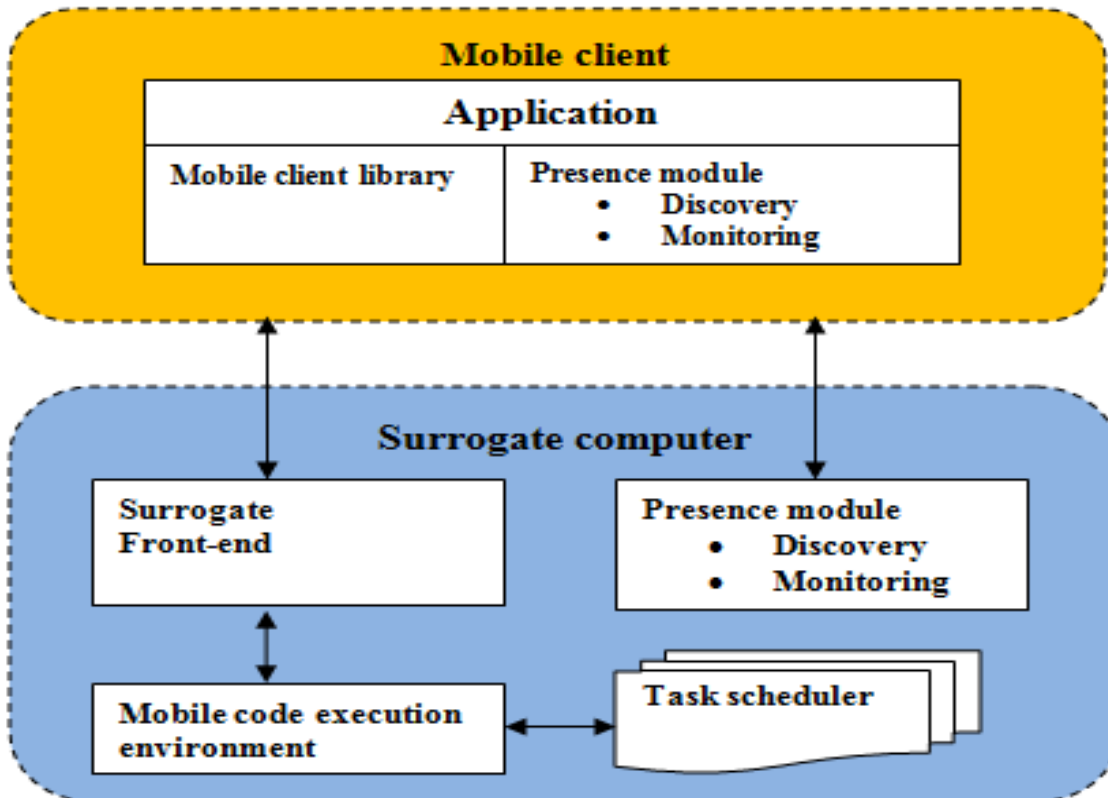 Mobile client
Application
Mobile client library
Presence module
• Discovery
• Monitoring
Surrogate computer
Surrogate
Front-end
Presence module
• Discovery
• Monitoring
Mobile code execution
environment
Task scheduler